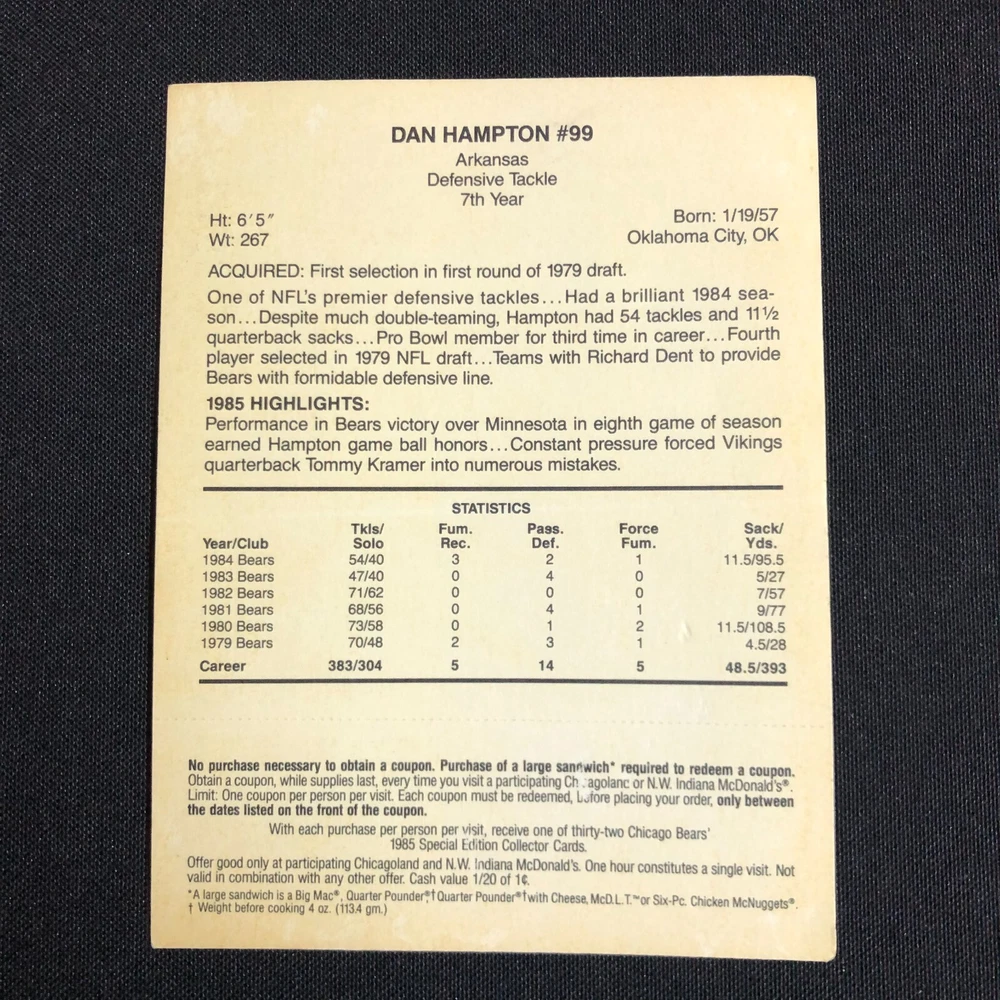 DAN HAMPTON #99
Arkansas
Defensive Tackle
7th Year
Ht: 6′5″ Born: 1/19/57
Wt: 267 Oklahoma City, OK
ACQUIRED: First selection in first round of 1979 draft.
One of NFL's premier defensive tackles...Had a brilliant 1984 sea-
son...Despite much double-teaming, Hampton had 54 tackles and 11½
quarterback sacks...Pro Bowl member for third time in career...Fourth
player selected in 1979 NFL draft...Teams with Richard Dent to provide
Bears with formidable defensive line.
1985 HIGHLIGHTS:
Performance in Bears victory over Minnesota in eighth game of season
earned Hampton game ball honors...Constant pressure forced Vikings
quarterback Tommy Kramer into numerous mistakes.
STATISTICS
Tkls/ Fum. Pass. Force Sack/
Year/Club Solo Rec. Def. Fum. Yds.
1984 Bears 54/40 3 2 1 11.5/95.5
1983 Bears 47/40 0 4 0 5/27
1982 Bears 71/62 0 0 0 7/57
1981 Bears 68/56 0 4 1 9/77
1980 Bears 73/58 0 1 2 11.5/108.5
1979 Bears 70/48 2 3 1 4.5/28
Career 383/304 5 14 5 48.5/393
No purchase necessary to obtain a coupon. Purchase of a large sandwich* required to redeem a coupon.
Obtain a coupon, while supplies last, every time you visit a participating Chicagoland or N.W. Indiana McDonald's®.
Limit: One coupon per person per visit. Each coupon must be redeemed, before placing your order, only between
the dates listed on the front of the coupon.
With each purchase per person per visit, receive one of thirty-two Chicago Bears'
1985 Special Edition Collector Cards.
Offer good only at participating Chicagoland and N.W. Indiana McDonald's. One hour constitutes a single visit. Not
valid in combination with any other offer. Cash value 1/20 of 1¢.
*A large sandwich is a Big Mac®, Quarter Pounder®,† Quarter Pounder®† with Cheese, McD.L.T.™ or Six-Pc. Chicken McNuggets®.
† Weight before cooking 4 oz. (113.4 gm.)